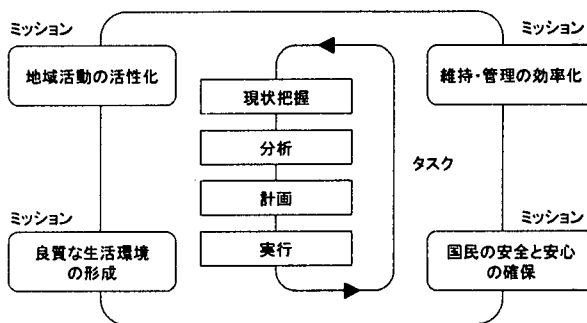 ミッション
地域活動の活性化
ミッション
維持・管理の効率化
現状把握
分析
計画
実行
タスク
ミッション
良質な生活環境
の形成
ミッション
国民の安全と安心
の確保